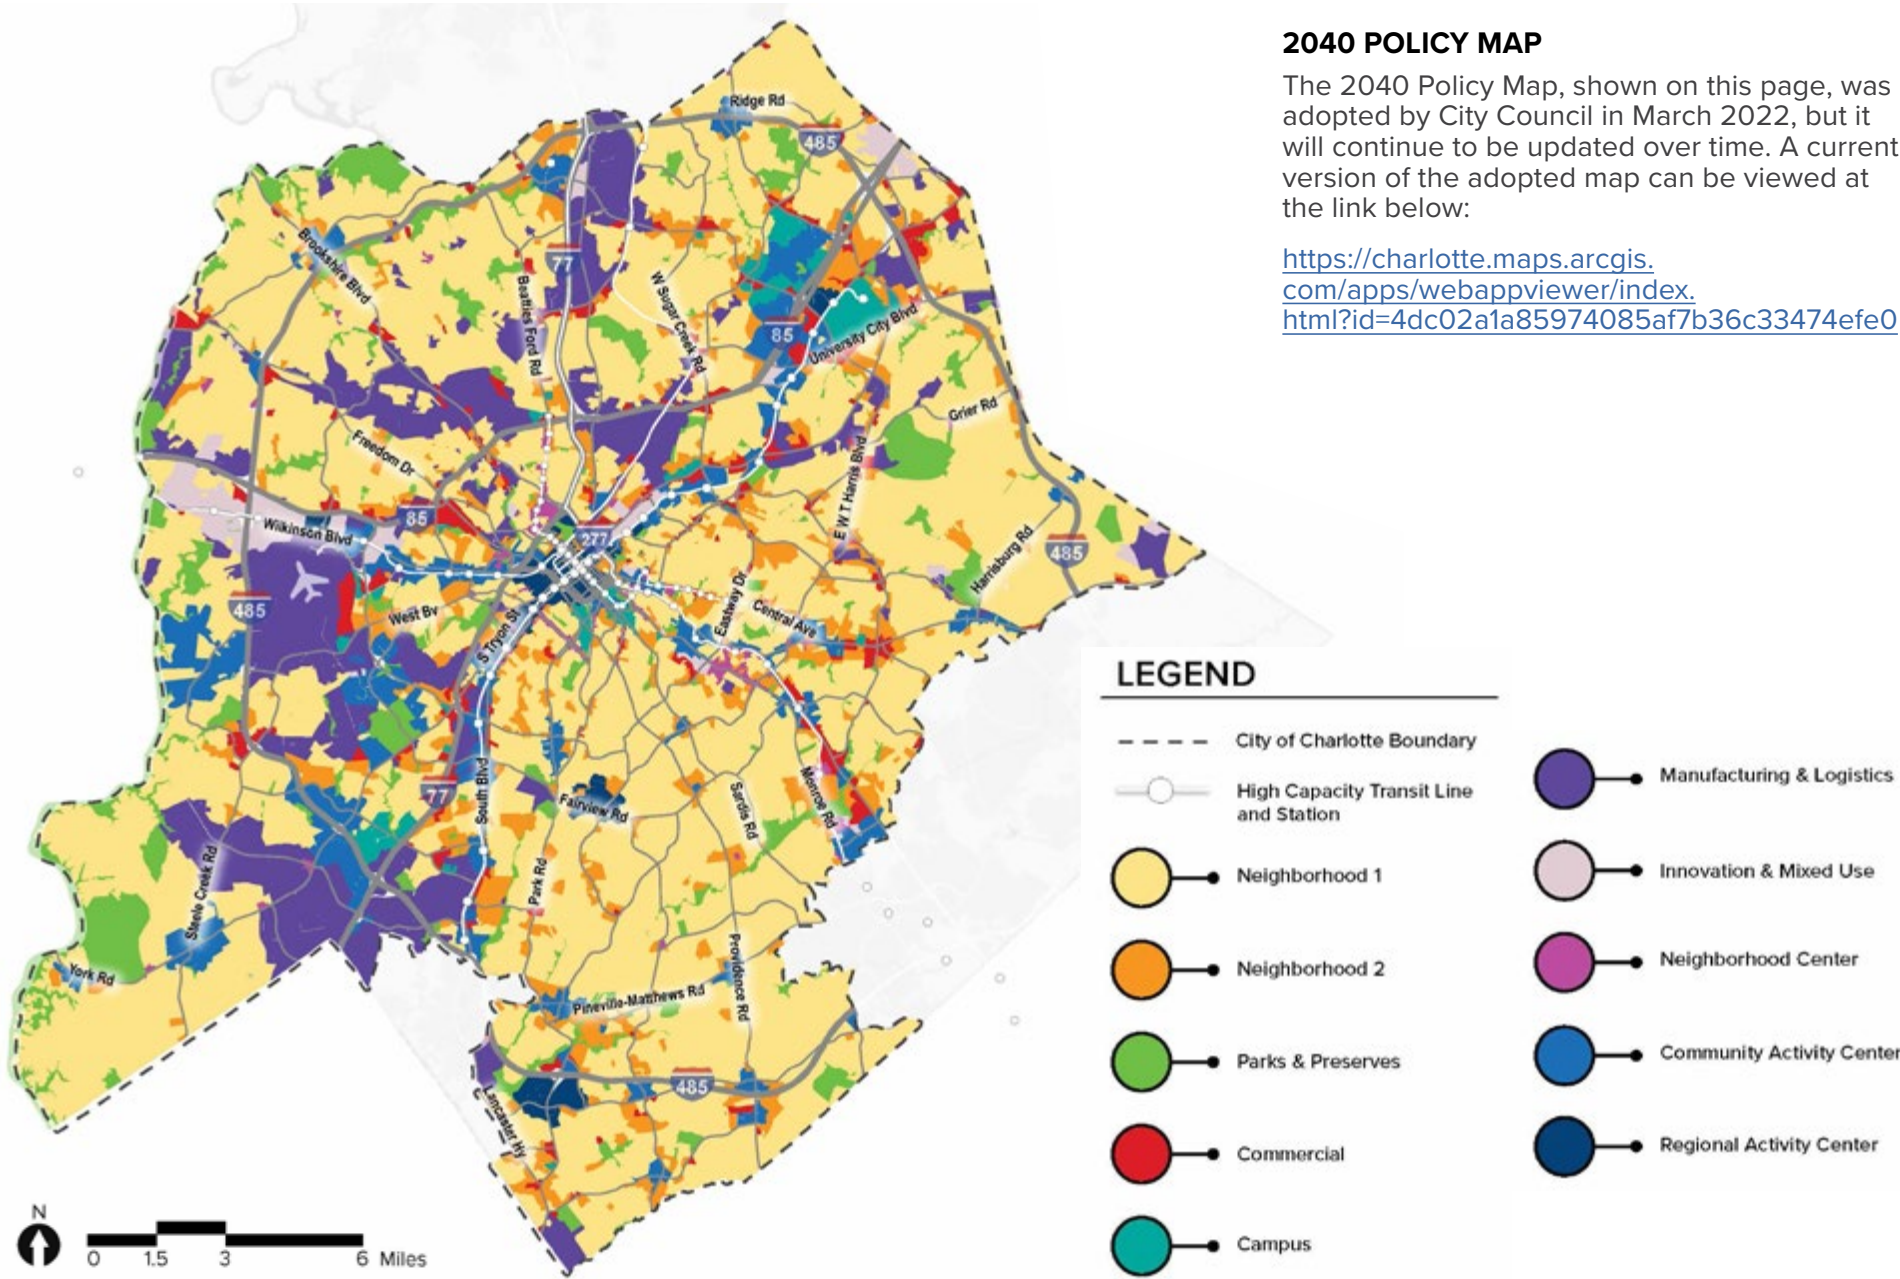 2040 POLICY MAP
The 2040 Policy Map, shown on this page, was
adopted by City Council in March 2022, but it
will continue to be updated over time. A current
version of the adopted map can be viewed at
the link below:
https://charlotte.maps.arcgis.
com/apps/webappviewer/index.
html?id=4dc02a1a85974085af7b36c33474efe0
Ridge Rd
485
Brookshire Blvd
77
Beatties Ford Rd
W Sugar Creek Rd
85
University City Blvd
Grier Rd
Freedom Dr
E W T Harris Blvd
85
Wilkinson Blvd
277
Harrisburg Rd
485
485
West Bv
Eastway Dr
Central Ave
S Tryon St
77
South Blvd
Fairview Rd
Sardis Rd
Monroe Rd
Steele Creek Rd
Park Rd
York Rd
Providence Rd
Pineville-Matthews Rd
485
Lancaster Hy
N
0 1.5 3 6 Miles
LEGEND
City of Charlotte Boundary
High Capacity Transit Line
and Station
Neighborhood 1
Neighborhood 2
Parks & Preserves
Commercial
Campus
Manufacturing & Logistics
Innovation & Mixed Use
Neighborhood Center
Community Activity Center
Regional Activity Center